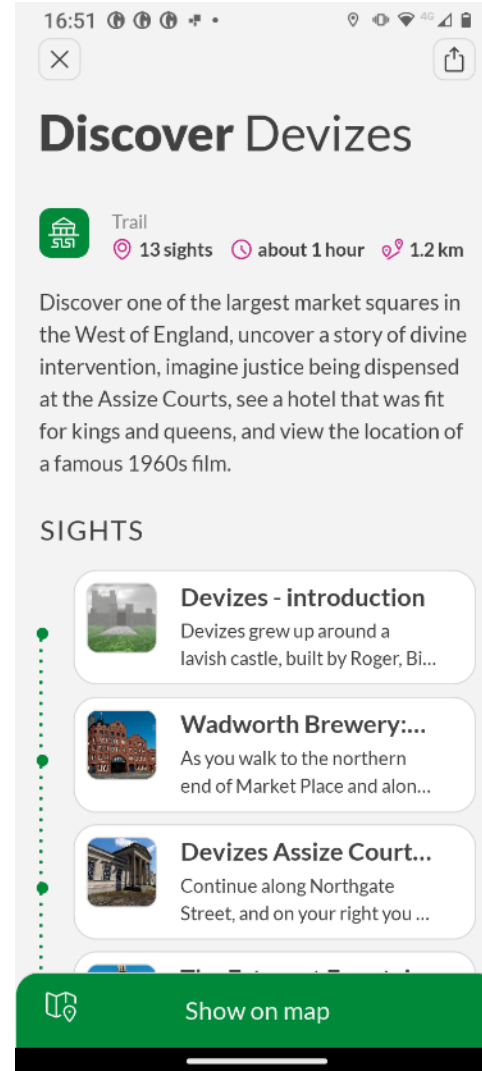 16:51
4G
Discover Devizes
Trail
13 sights about 1 hour 1.2 km
Discover one of the largest market squares in
the West of England, uncover a story of divine
intervention, imagine justice being dispensed
at the Assize Courts, see a hotel that was fit
for kings and queens, and view the location of
a famous 1960s film.
SIGHTS
Devizes - introduction
Devizes grew up around a
lavish castle, built by Roger, Bi...
Wadworth Brewery:...
As you walk to the northern
end of Market Place and alon...
Devizes Assize Court...
Continue along Northgate
Street, and on your right you ...
Show on map